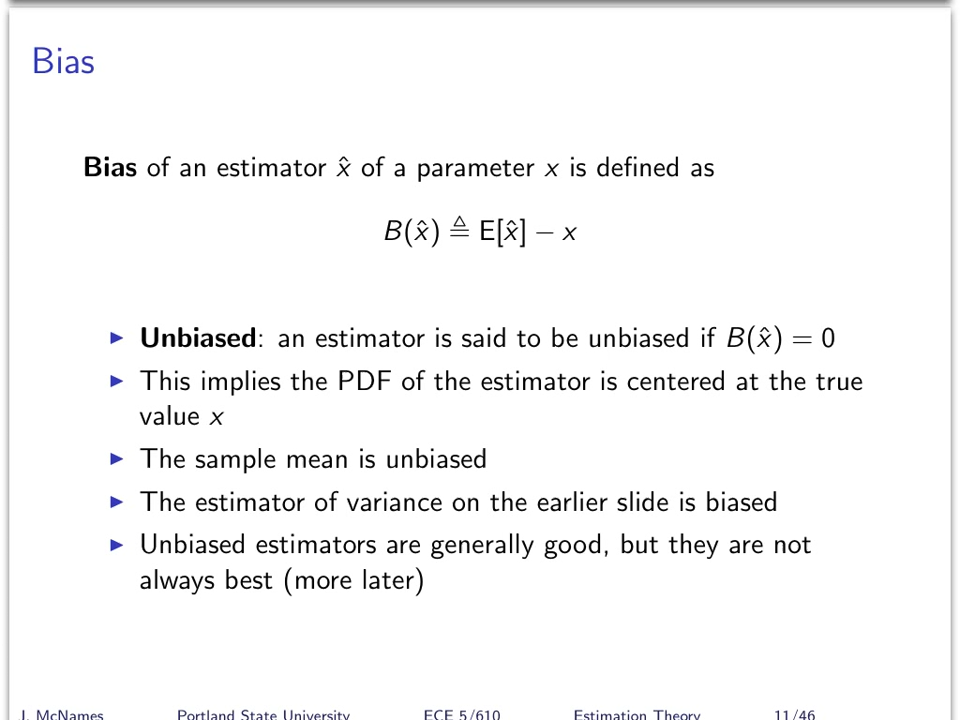 Bias
Bias of an estimator x̂ of a parameter x is defined as
B(x̂) ≜ E[x̂] − x
▶ Unbiased: an estimator is said to be unbiased if B(x̂) = 0
▶ This implies the PDF of the estimator is centered at the true
value x
▶ The sample mean is unbiased
▶ The estimator of variance on the earlier slide is biased
▶ Unbiased estimators are generally good, but they are not
always best (more later)
J. McNames Portland State University ECE 5/610 Estimation Theory 11/46